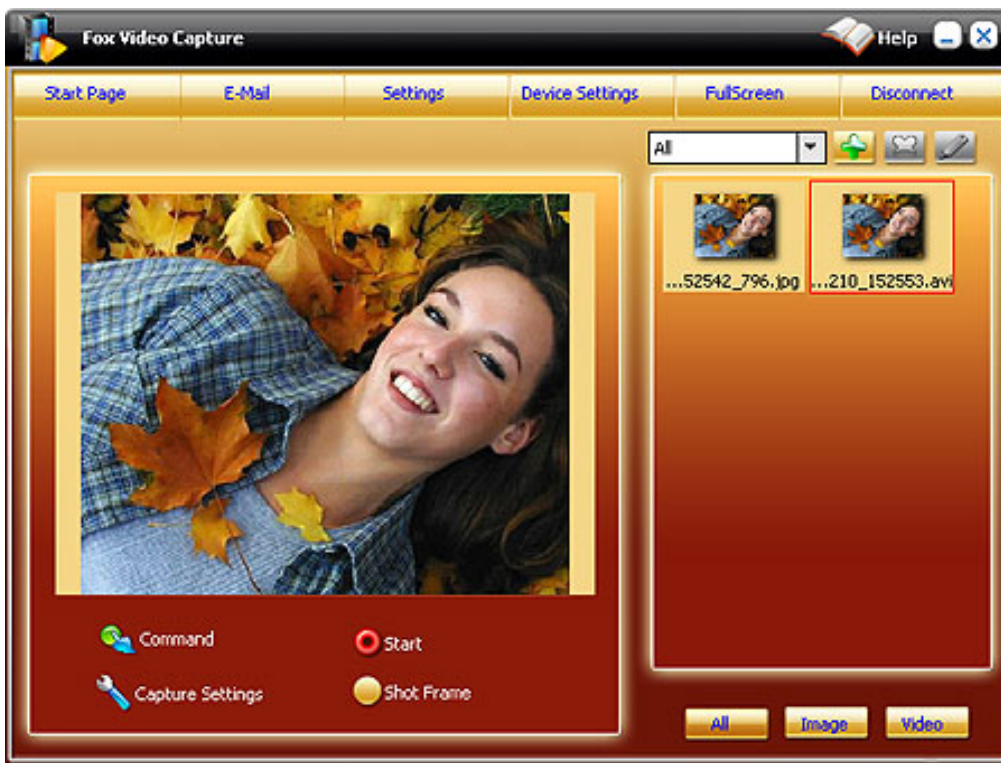 Fox Video Capture Help
Start Page E-Mail Settings Device Settings FullScreen Disconnect
All
...52542_796.jpg ...210_152553.avi
Command Start
Capture Settings Shot Frame
All Image Video